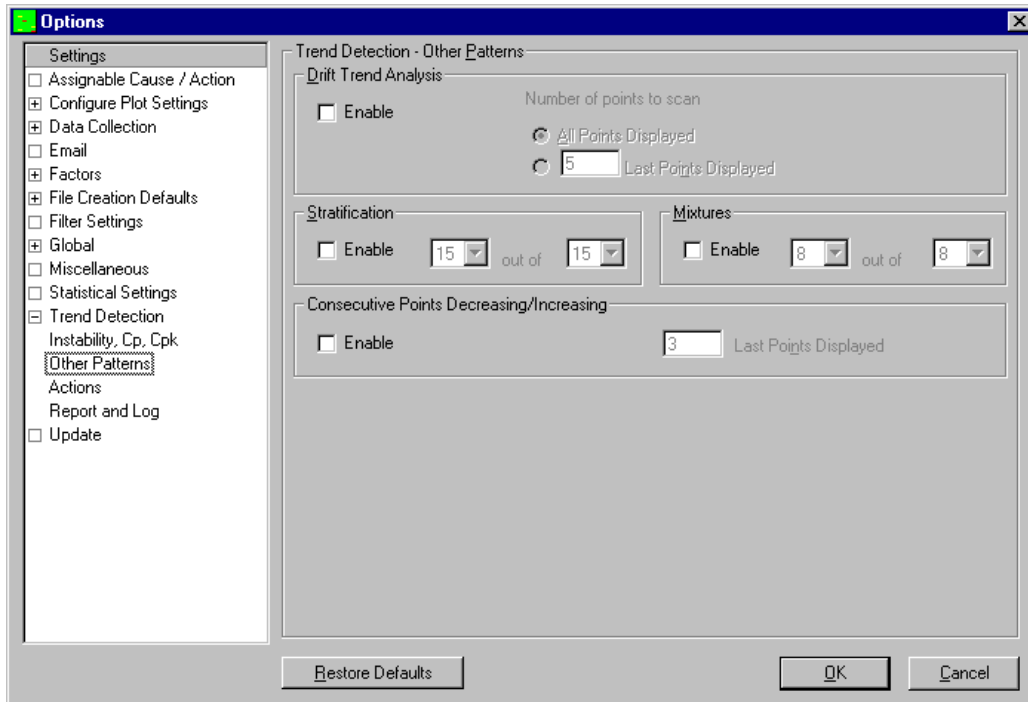 Options
Settings
Assignable Cause / Action
Configure Plot Settings
Data Collection
Email
Factors
File Creation Defaults
Filter Settings
Global
Miscellaneous
Statistical Settings
Trend Detection
Instability, Cp, Cpk
Other Patterns
Actions
Report and Log
Update
Trend Detection - Other Patterns
Drift Trend Analysis
Enable
Number of points to scan
All Points Displayed
5 Last Points Displayed
Stratification
Enable 15 out of 15
Mixtures
Enable 8 out of 8
Consecutive Points Decreasing/Increasing
Enable 3 Last Points Displayed
Restore Defaults
OK
Cancel